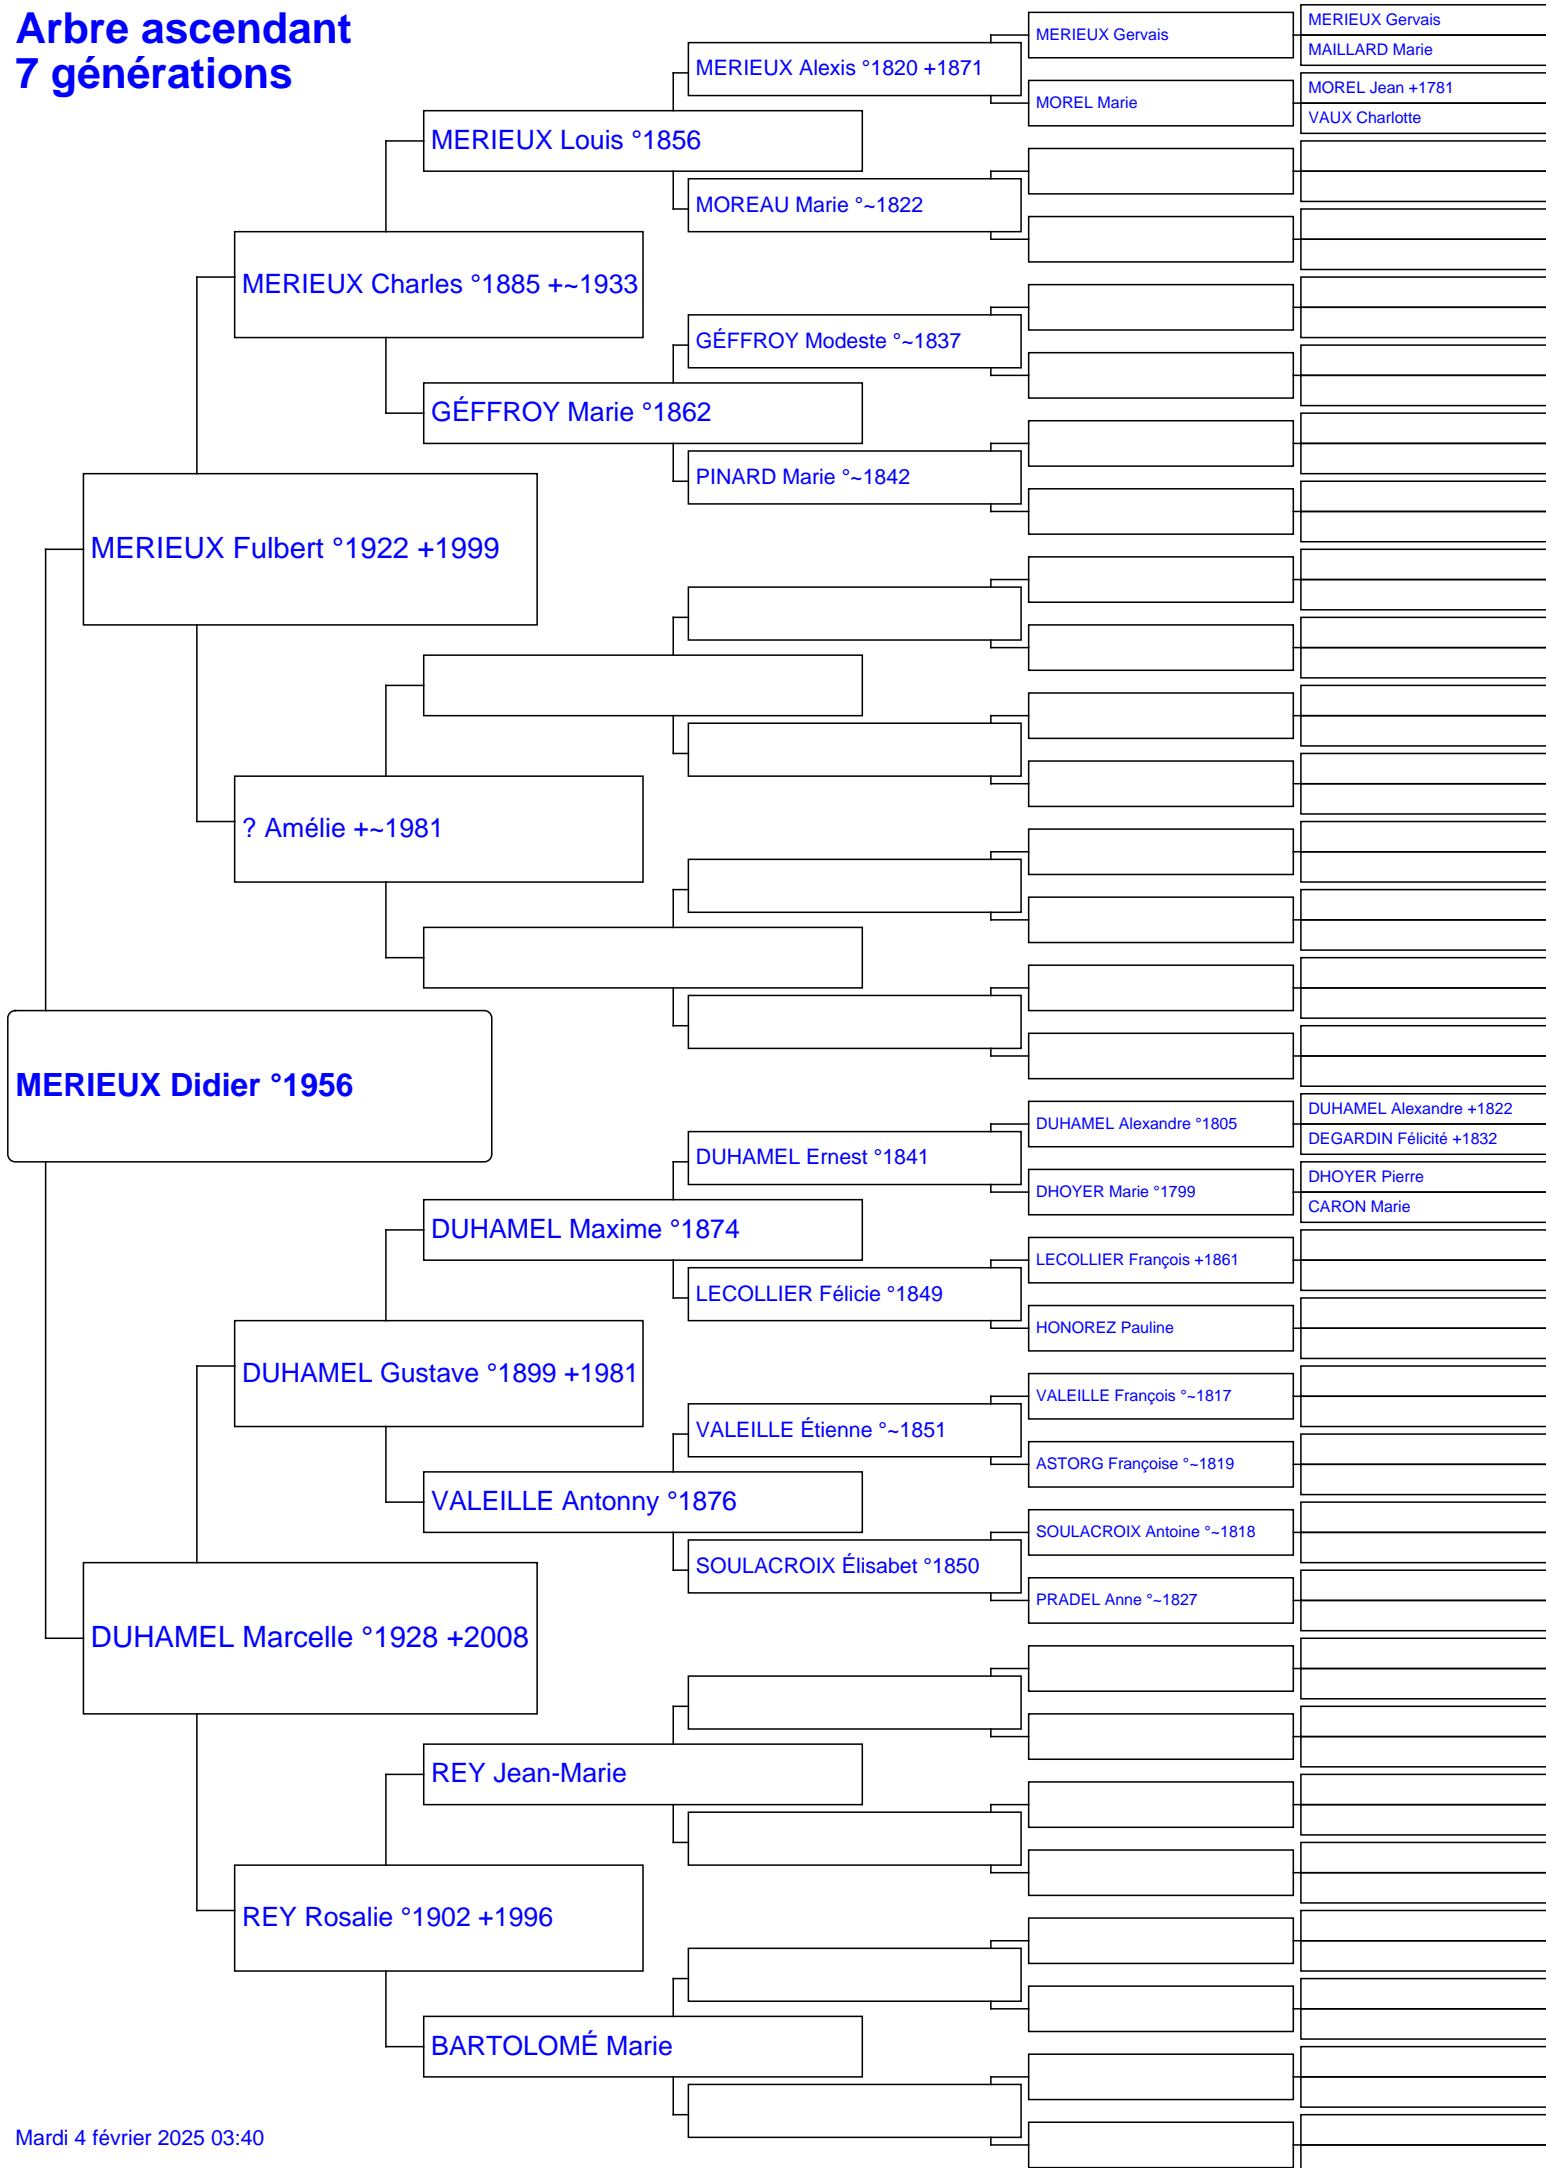 Arbre ascendant
7 générations
MERIEUX Didier °1956
MERIEUX Fulbert °1922 +1999
DUHAMEL Marcelle °1928 +2008
MERIEUX Charles °1885 +~1933
? Amélie +~1981
DUHAMEL Gustave °1899 +1981
REY Rosalie °1902 +1996
MERIEUX Louis °1856
GÉFFROY Marie °1862
DUHAMEL Maxime °1874
VALEILLE Antonny °1876
REY Jean-Marie
BARTOLOMÉ Marie
MERIEUX Alexis °1820 +1871
MOREAU Marie °~1822
GÉFFROY Modeste °~1837
PINARD Marie °~1842
DUHAMEL Ernest °1841
LECOLLIER Félicie °1849
VALEILLE Étienne °~1851
SOULACROIX Élisabet °1850
MERIEUX Gervais
MOREL Marie
DUHAMEL Alexandre °1805
DHOYER Marie °1799
LECOLLIER François +1861
HONOREZ Pauline
VALEILLE François °~1817
ASTORG Françoise °~1819
SOULACROIX Antoine °~1818
PRADEL Anne °~1827
MERIEUX Gervais
MAILLARD Marie
MOREL Jean +1781
VAUX Charlotte
DUHAMEL Alexandre +1822
DEGARDIN Félicité +1832
DHOYER Pierre
CARON Marie
Mardi 4 février 2025 03:40